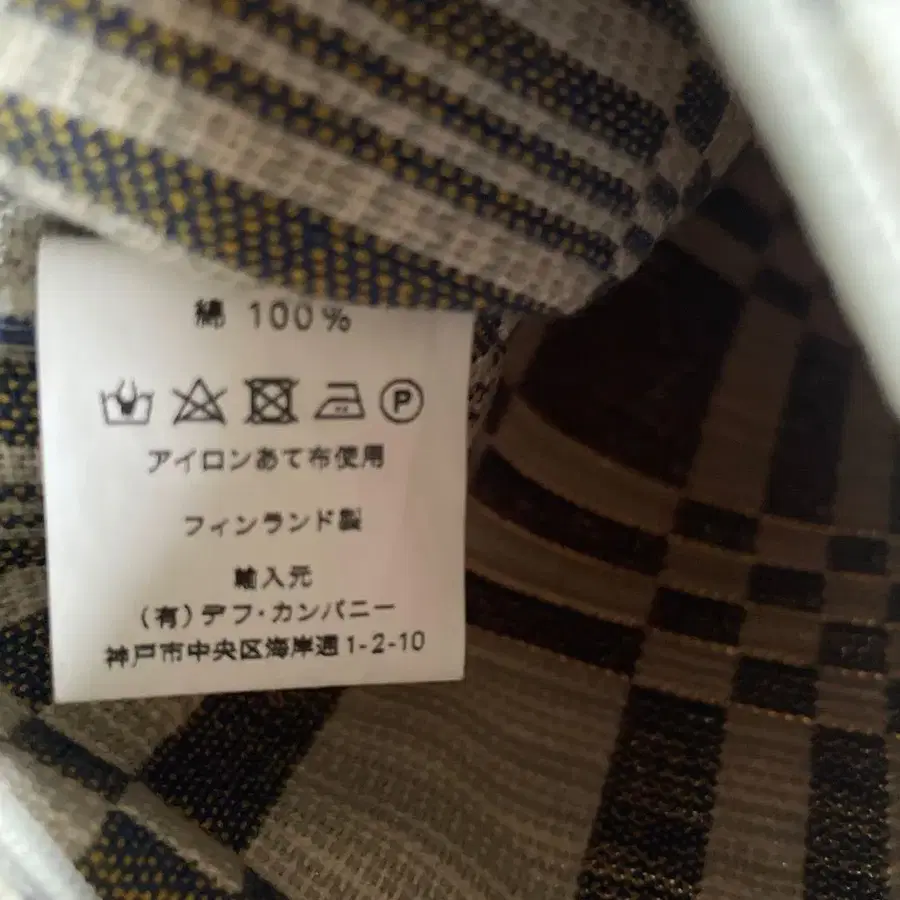 綿 100%
P
アイロンあて布使用
フィンランド製
輸入元
(有)デフ・カンパニー
神戸市中央区海岸通1-2-10